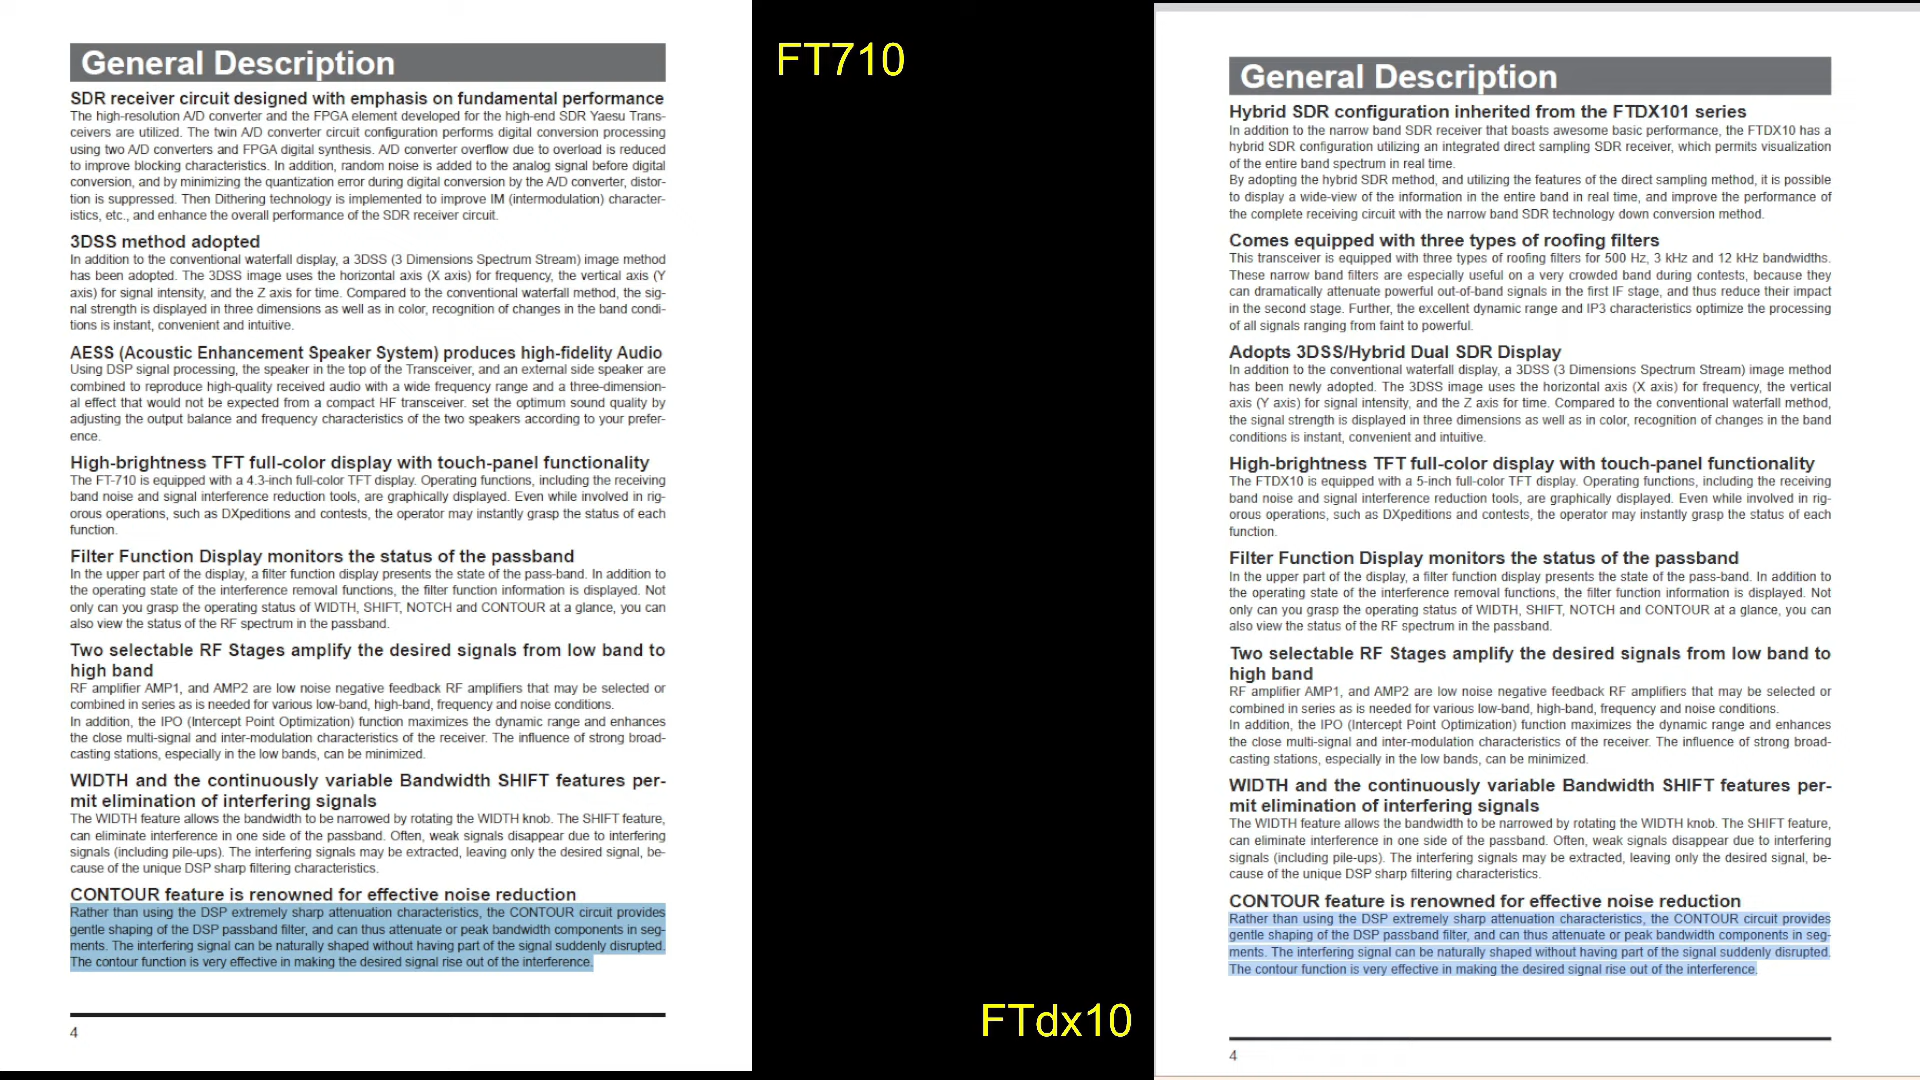 General Description
SDR receiver circuit designed with emphasis on fundamental performance
The high-resolution A/D converter and the FPGA element developed for the high-end SDR Yaesu Trans-
ceivers are utilized. The twin A/D converter circuit configuration performs digital conversion processing
using two A/D converters and FPGA digital synthesis. A/D converter overflow due to overload is reduced
to improve blocking characteristics. In addition, random noise is added to the analog signal before digital
conversion, and by minimizing the quantization error during digital conversion by the A/D converter, distor-
tion is suppressed. Then Dithering technology is implemented to improve IM (intermodulation) character-
istics, etc., and enhance the overall performance of the SDR receiver circuit.
3DSS method adopted
In addition to the conventional waterfall display, a 3DSS (3 Dimensions Spectrum Stream) image method
has been adopted. The 3DSS image uses the horizontal axis (X axis) for frequency, the vertical axis (Y
axis) for signal intensity, and the Z axis for time. Compared to the conventional waterfall method, the sig-
nal strength is displayed in three dimensions as well as in color, recognition of changes in the band condi-
tions is instant, convenient and intuitive.
AESS (Acoustic Enhancement Speaker System) produces high-fidelity Audio
Using DSP signal processing, the speaker in the top of the Transceiver, and an external side speaker are
combined to reproduce high-quality received audio with a wide frequency range and a three-dimension-
al effect that would not be expected from a compact HF transceiver. set the optimum sound quality by
adjusting the output balance and frequency characteristics of the two speakers according to your prefer-
ence.
High-brightness TFT full-color display with touch-panel functionality
The FT-710 is equipped with a 4.3-inch full-color TFT display. Operating functions, including the receiving
band noise and signal interference reduction tools, are graphically displayed. Even while involved in rig-
orous operations, such as DXpeditions and contests, the operator may instantly grasp the status of each
function.
Filter Function Display monitors the status of the passband
In the upper part of the display, a filter function display presents the state of the pass-band. In addition to
the operating state of the interference removal functions, the filter function information is displayed. Not
only can you grasp the operating status of WIDTH, SHIFT, NOTCH and CONTOUR at a glance, you can
also view the status of the RF spectrum in the passband.
Two selectable RF Stages amplify the desired signals from low band to
high band
RF amplifier AMP1, and AMP2 are low noise negative feedback RF amplifiers that may be selected or
combined in series as is needed for various low-band, high-band, frequency and noise conditions.
In addition, the IPO (Intercept Point Optimization) function maximizes the dynamic range and enhances
the close multi-signal and inter-modulation characteristics of the receiver. The influence of strong broad-
casting stations, especially in the low bands, can be minimized.
WIDTH and the continuously variable Bandwidth SHIFT features per-
mit elimination of interfering signals
The WIDTH feature allows the bandwidth to be narrowed by rotating the WIDTH knob. The SHIFT feature,
can eliminate interference in one side of the passband. Often, weak signals disappear due to interfering
signals (including pile-ups). The interfering signals may be extracted, leaving only the desired signal, be-
cause of the unique DSP sharp filtering characteristics.
CONTOUR feature is renowned for effective noise reduction
Rather than using the DSP extremely sharp attenuation characteristics, the CONTOUR circuit provides
gentle shaping of the DSP passband filter, and can thus attenuate or peak bandwidth components in seg-
ments. The interfering signal can be naturally shaped without having part of the signal suddenly disrupted.
The contour function is very effective in making the desired signal rise out of the interference.
4
FT710
FTdx10
General Description
Hybrid SDR configuration inherited from the FTDX101 series
In addition to the narrow band SDR receiver that boasts awesome basic performance, the FTDX10 has a
hybrid SDR configuration utilizing an integrated direct sampling SDR receiver, which permits visualization
of the entire band spectrum in real time.
By adopting the hybrid SDR method, and utilizing the features of the direct sampling method, it is possible
to display a wide-view of the information in the entire band in real time, and improve the performance of
the complete receiving circuit with the narrow band SDR technology down conversion method.
Comes equipped with three types of roofing filters
This transceiver is equipped with three types of roofing filters for 500 Hz, 3 kHz and 12 kHz bandwidths.
These narrow band filters are especially useful on a very crowded band during contests, because they
can dramatically attenuate powerful out-of-band signals in the first IF stage, and thus reduce their impact
in the second stage. Further, the excellent dynamic range and IP3 characteristics optimize the processing
of all signals ranging from faint to powerful.
Adopts 3DSS/Hybrid Dual SDR Display
In addition to the conventional waterfall display, a 3DSS (3 Dimensions Spectrum Stream) image method
has been newly adopted. The 3DSS image uses the horizontal axis (X axis) for frequency, the vertical
axis (Y axis) for signal intensity, and the Z axis for time. Compared to the conventional waterfall method,
the signal strength is displayed in three dimensions as well as in color, recognition of changes in the band
conditions is instant, convenient and intuitive.
High-brightness TFT full-color display with touch-panel functionality
The FTDX10 is equipped with a 5-inch full-color TFT display. Operating functions, including the receiving
band noise and signal interference reduction tools, are graphically displayed. Even while involved in rig-
orous operations, such as DXpeditions and contests, the operator may instantly grasp the status of each
function.
Filter Function Display monitors the status of the passband
In the upper part of the display, a filter function display presents the state of the pass-band. In addition to
the operating state of the interference removal functions, the filter function information is displayed. Not
only can you grasp the operating status of WIDTH, SHIFT, NOTCH and CONTOUR at a glance, you can
also view the status of the RF spectrum in the passband.
Two selectable RF Stages amplify the desired signals from low band to
high band
RF amplifier AMP1, and AMP2 are low noise negative feedback RF amplifiers that may be selected or
combined in series as is needed for various low-band, high-band, frequency and noise conditions.
In addition, the IPO (Intercept Point Optimization) function maximizes the dynamic range and enhances
the close multi-signal and inter-modulation characteristics of the receiver. The influence of strong broad-
casting stations, especially in the low bands, can be minimized.
WIDTH and the continuously variable Bandwidth SHIFT features per-
mit elimination of interfering signals
The WIDTH feature allows the bandwidth to be narrowed by rotating the WIDTH knob. The SHIFT feature,
can eliminate interference in one side of the passband. Often, weak signals disappear due to interfering
signals (including pile-ups). The interfering signals may be extracted, leaving only the desired signal, be-
cause of the unique DSP sharp filtering characteristics.
CONTOUR feature is renowned for effective noise reduction
Rather than using the DSP extremely sharp attenuation characteristics, the CONTOUR circuit provides
gentle shaping of the DSP passband filter, and can thus attenuate or peak bandwidth components in seg-
ments. The interfering signal can be naturally shaped without having part of the signal suddenly disrupted.
The contour function is very effective in making the desired signal rise out of the interference.
4